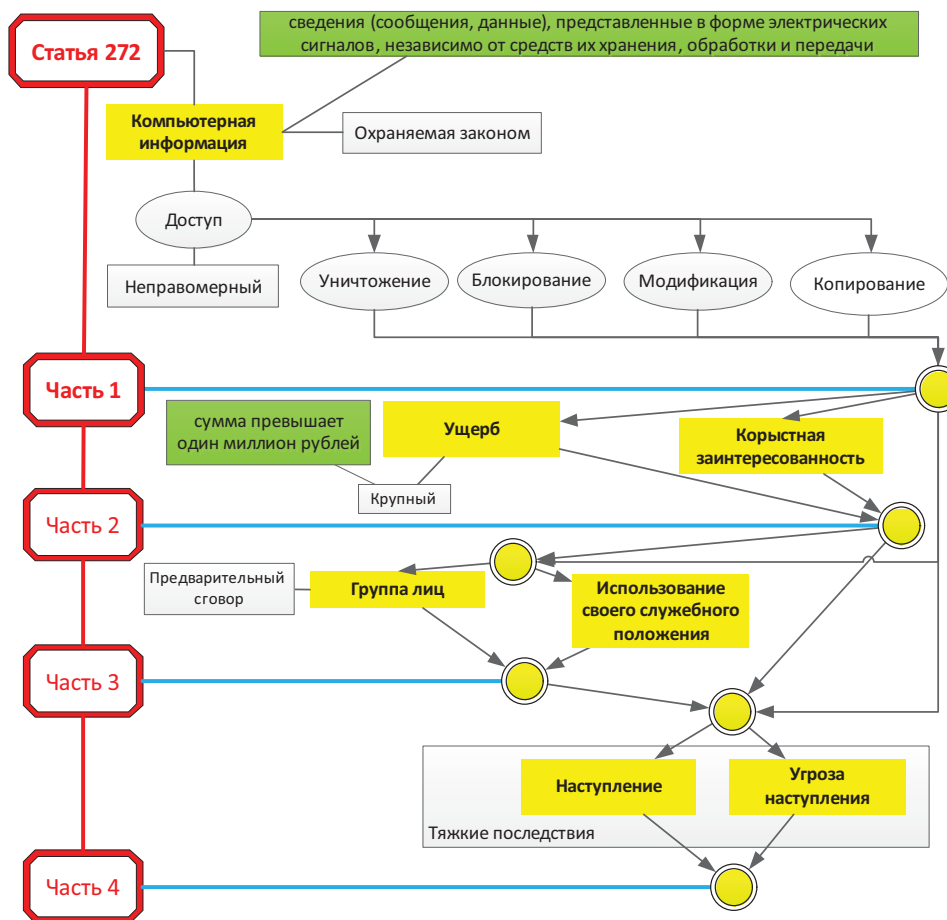 сведения (сообщения, данные), представленные в форме электрических
сигналов, независимо от средств их хранения, обработки и передачи
Статья 272
Компьютерная
информация
Охраняемая законом
Доступ
Неправомерный
Уничтожение
Блокирование
Модификация
Копирование
Часть 1
сумма превышает
один миллион рублей
Ущерб
Корыстная
заинтересованность
Крупный
Часть 2
Предварительный
сговор
Группа лиц
Использование
своего служебного
положения
Часть 3
Наступление
Угроза
наступления
Тяжкие последствия
Часть 4